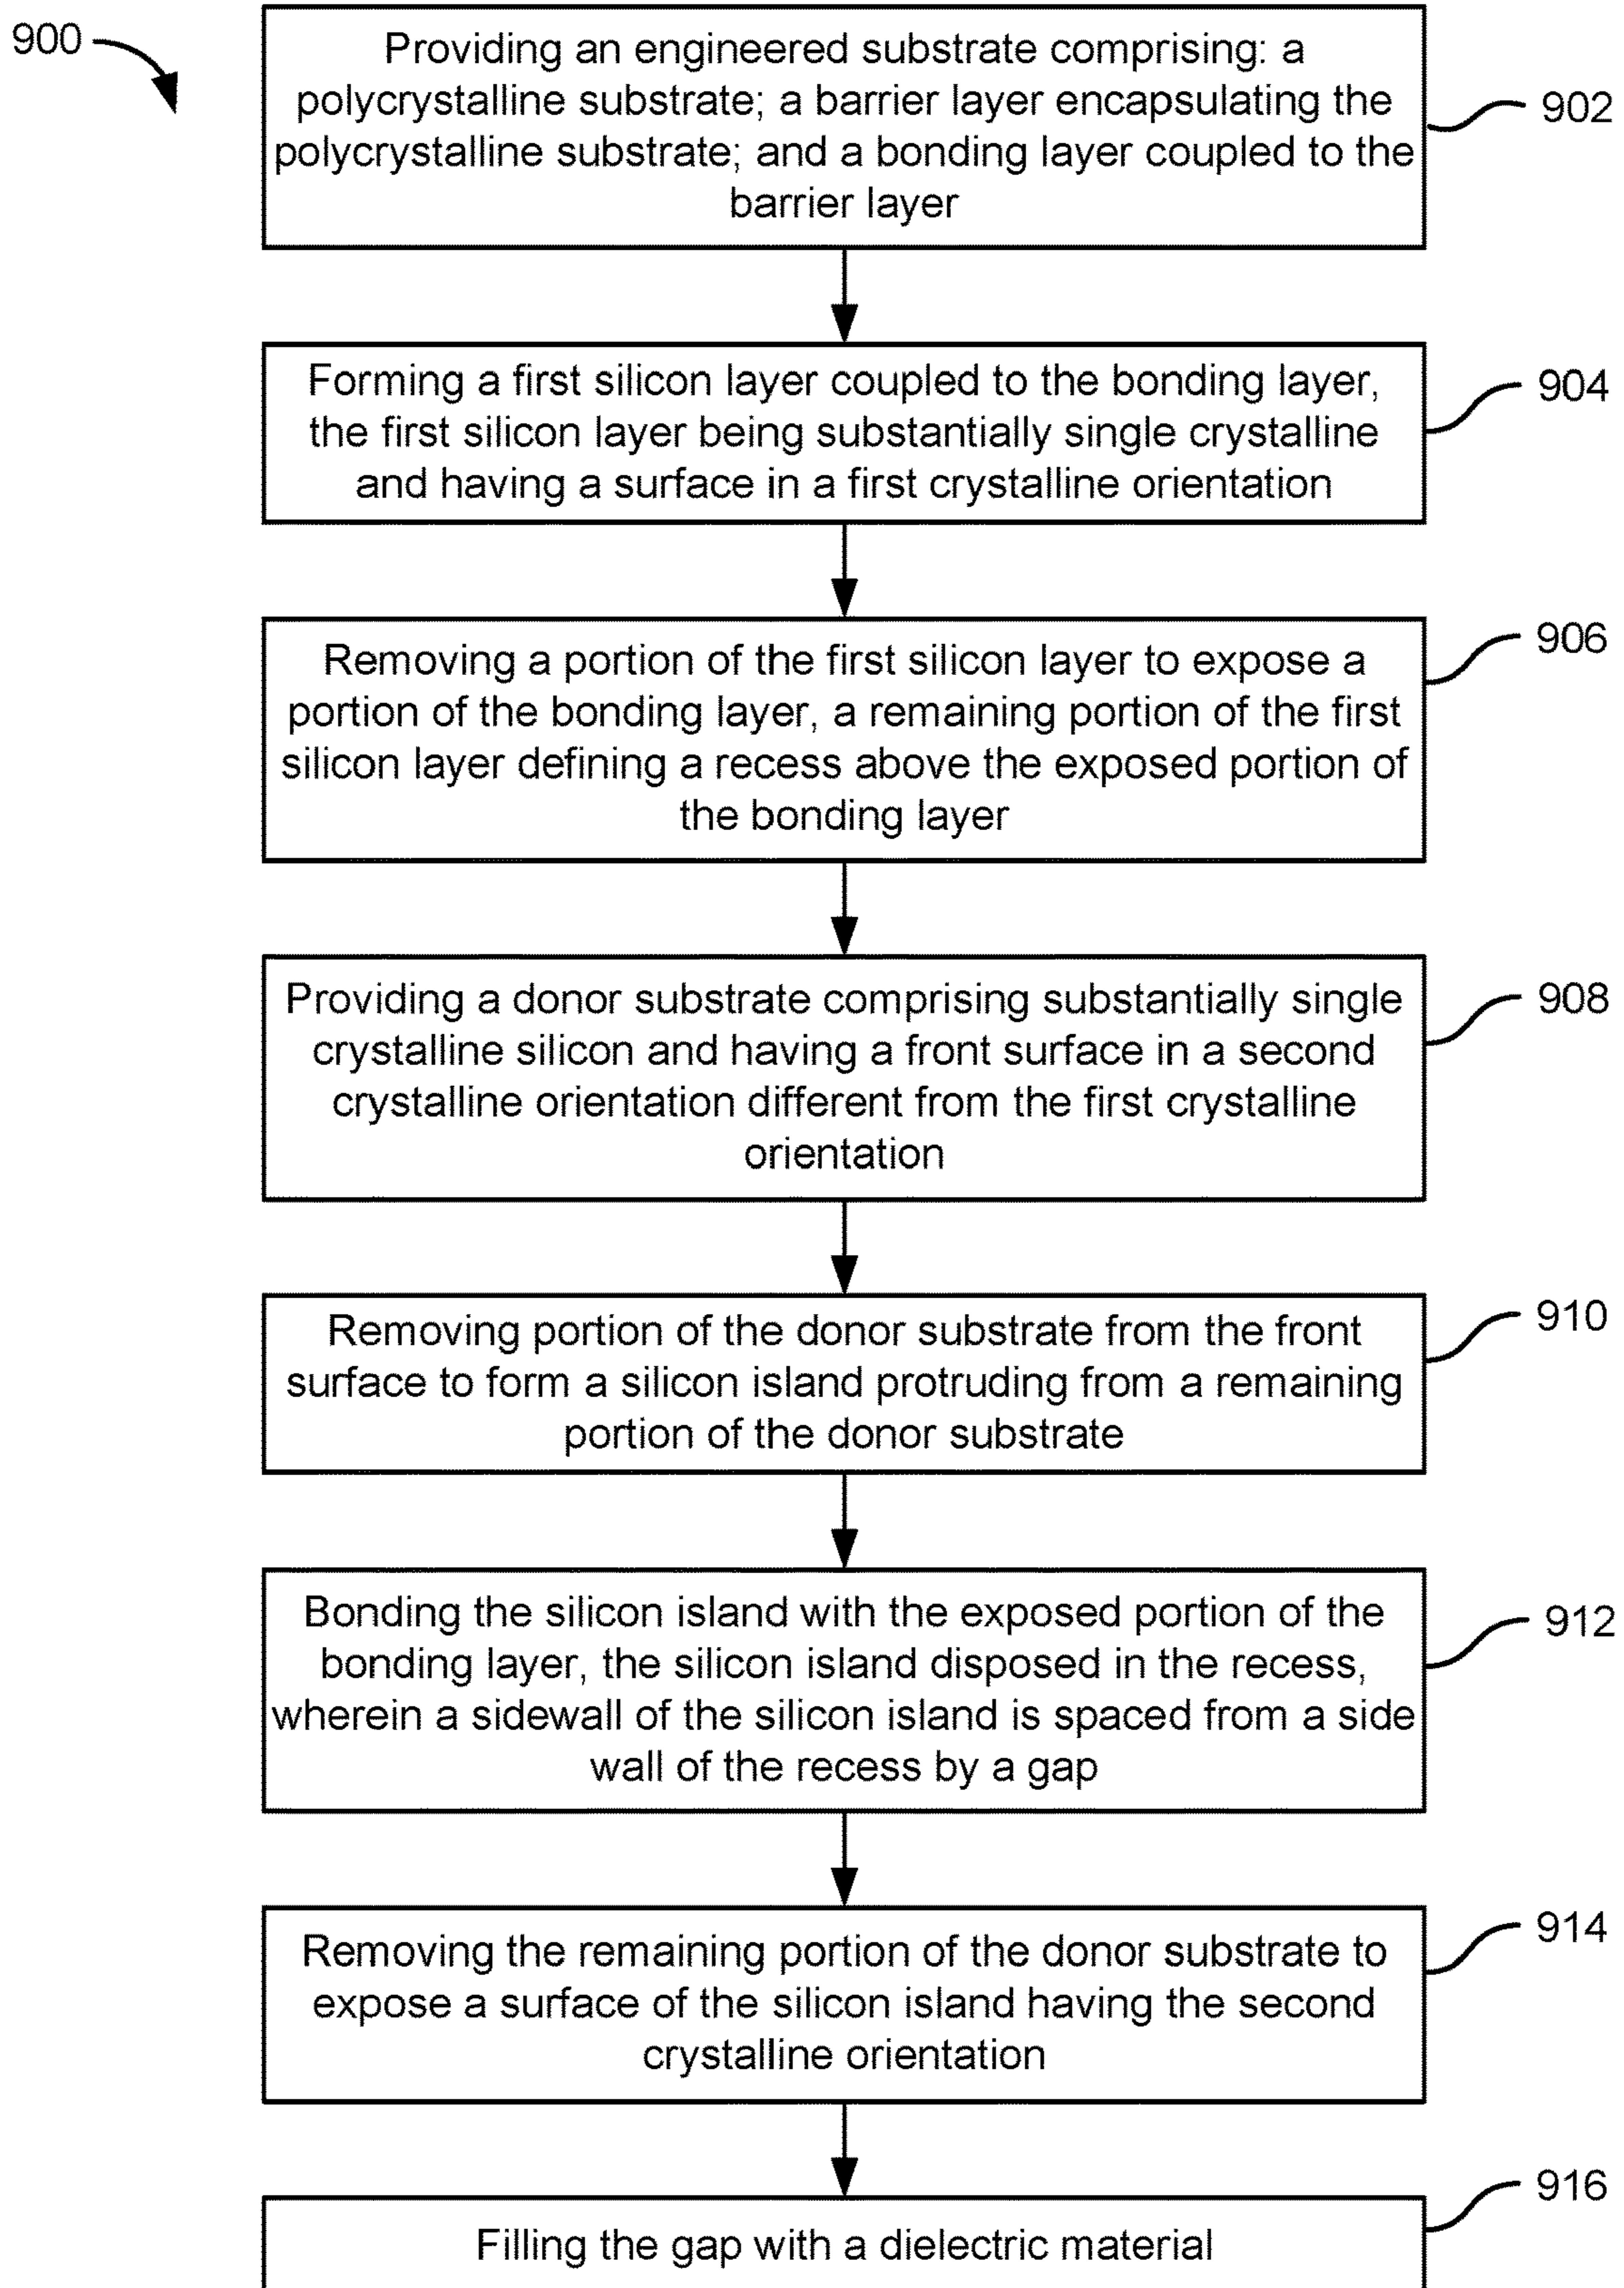 900
Providing an engineered substrate comprising: a
polycrystalline substrate; a barrier layer encapsulating the
polycrystalline substrate; and a bonding layer coupled to the
barrier layer
902
Forming a first silicon layer coupled to the bonding layer,
the first silicon layer being substantially single crystalline
and having a surface in a first crystalline orientation
904
Removing a portion of the first silicon layer to expose a
portion of the bonding layer, a remaining portion of the first
silicon layer defining a recess above the exposed portion of
the bonding layer
906
Providing a donor substrate comprising substantially single
crystalline silicon and having a front surface in a second
crystalline orientation different from the first crystalline
orientation
908
Removing portion of the donor substrate from the front
surface to form a silicon island protruding from a remaining
portion of the donor substrate
910
Bonding the silicon island with the exposed portion of the
bonding layer, the silicon island disposed in the recess,
wherein a sidewall of the silicon island is spaced from a side
wall of the recess by a gap
912
Removing the remaining portion of the donor substrate to
expose a surface of the silicon island having the second
crystalline orientation
914
Filling the gap with a dielectric material
916